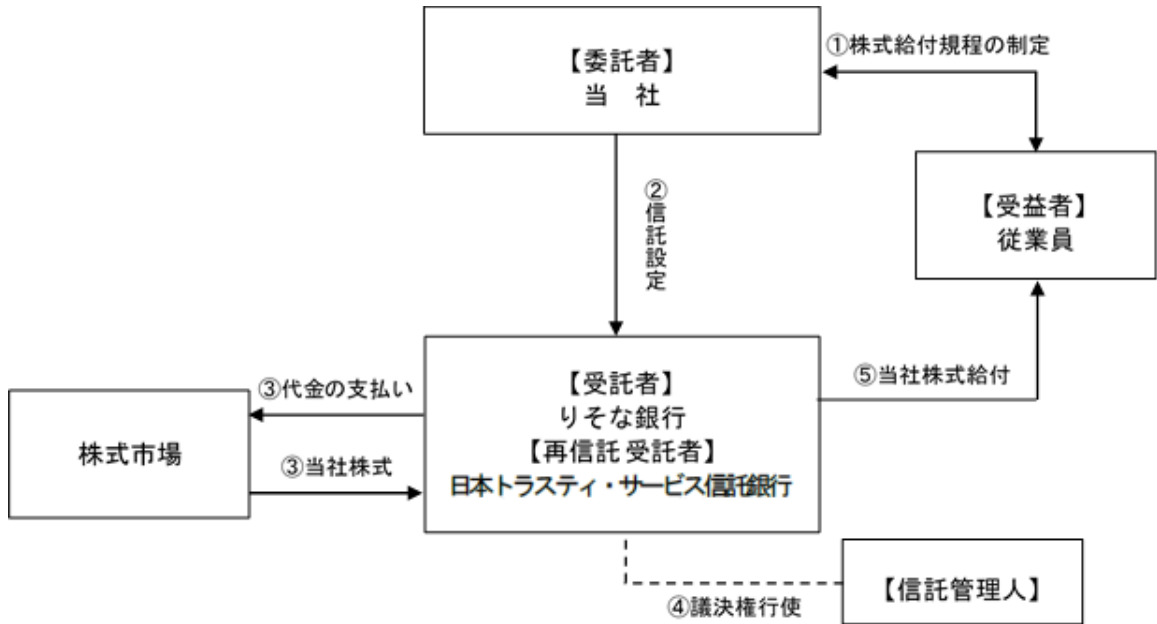 【委託者】
当　社
①株式給付規程の制定
②信託設定
【受益者】
従業員
【受託者】
りそな銀行
【再信託 受託者】
日本トラスティ・サービス信託銀行
⑤当社株式給付
③代金の支払い
株式市場
③当社株式
④議決権行使
【信託管理人】